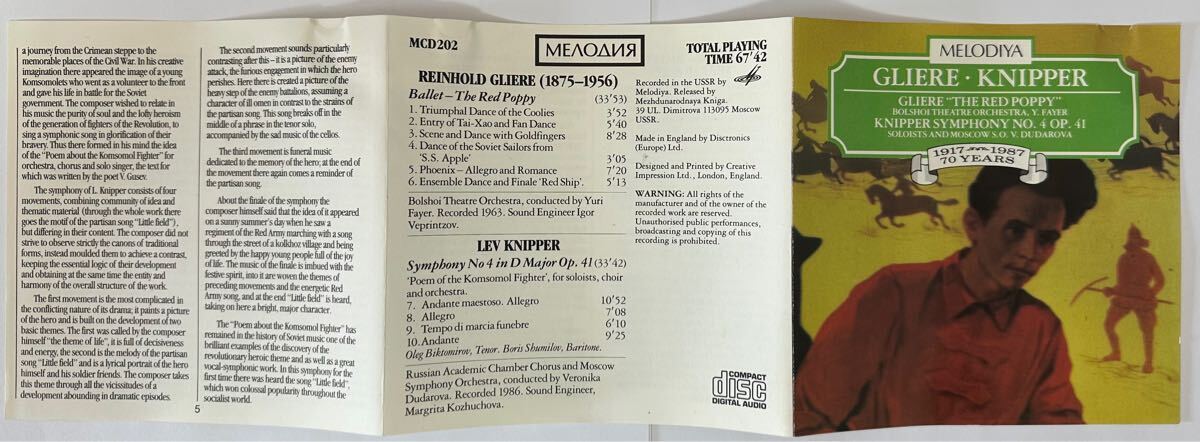 a journey from the Crimean steppe to the
memorable places of the Civil War. In his creative
imagination there appeared the image of a young
Komsomolets who went as a volunteer to the front
and gave his life in battle for the Soviet
government. The composer wished to relate in
his music the purity of soul and the lofty heroism
of the generation of fighters of the Revolution, to
sing a symphonic song in glorification of their
bravery. Thus there formed in his mind the idea
of the "Poem about the Komsomol Fighter" for
orchestra, chorus and solo singer, the text for
which was written by the poet V. Gusev.
The symphony of L. Knipper consists of four
movements, combining community of idea and
thematic material (through the whole work there
goes the motif of the partisan song "Little field"),
but differing in their content. The composer did not
strive to observe strictly the canons of traditional
forms, instead moulded them to achieve a contrast,
keeping the essential logic of their development
and obtaining at the same time the entity and
harmony of the overall structure of the work.
The first movement is the most complicated in
the conflicting nature of its drama; it paints a picture
of the hero and is built on the development of two
basic themes. The first was called by the composer
himself "the theme of life", it is full of decisiveness
and energy, the second is the melody of the partisan
song "Little field" and is a lyrical portrait of the hero
himself and his soldier friends. The composer takes
this theme through all the vicissitudes of a
development abounding in dramatic episodes.
The second movement sounds particularly
contrasting after this – it is a picture of the enemy
attack, the furious engagement in which the hero
perishes. Here there is created a picture of the
heavy step of the enemy battalions, assuming a
character of ill omen in contrast to the strains of
the partisan song. This song breaks off in the
middle of a phrase in the tenor solo,
accompanied by the sad music of the cellos.
The third movement is funeral music
dedicated to the memory of the hero; at the end of
the movement there again comes a reminder of
the partisan song.
About the finale of the symphony the
composer himself said that the idea of it appeared
on a sunny summer's day when he saw a
regiment of the Red Army marching with a song
through the street of a kolkhoz village and being
greeted by the happy young people full of the joy
of life. The music of the finale is imbued with the
festive spirit, into it are woven the themes of
preceding movements and the energetic Red
Army song, and at the end "Little field" is heard,
taking on here a bright, major character.
The "Poem about the Komsomol Fighter" has
remained in the history of Soviet music one of the
brilliant examples of the discovery of the
revolutionary heroic theme and as well as a great
vocal-symphonic work. In this symphony for the
first time there was heard the song "Little field",
which won colossal popularity throughout the
socialist world.
5
MCD202
МЕЛОДИЯ
TOTAL PLAYING
TIME 67'42
REINHOLD GLIERE (1875–1956)
Ballet – The Red Poppy (33'53)
1. Triumphal Dance of the Coolies 3'52
2. Entry of Tai-Xao and Fan Dance 5'40
3. Scene and Dance with Goldfingers 8'28
4. Dance of the Soviet Sailors from
'S.S. Apple' 3'05
5. Phoenix – Allegro and Romance 7'20
6. Ensemble Dance and Finale 'Red Ship'. 5'13
Bolshoi Theatre Orchestra, conducted by Yuri
Fayer. Recorded 1963. Sound Engineer Igor
Veprintzov.
LEV KNIPPER
Symphony No 4 in D Major Op. 41 (33'42)
'Poem of the Komsomol Fighter', for soloists, choir
and orchestra.
7. Andante maestoso. Allegro 10'52
8. Allegro 7'08
9. Tempo di marcia funebre 6'10
10. Andante 9'25
Oleg Biktomirov, Tenor. Boris Shumilov, Baritone.
Russian Academic Chamber Chorus and Moscow
Symphony Orchestra, conducted by Veronika
Dudarova. Recorded 1986. Sound Engineer,
Margrita Kozhuchova.
Recorded in the USSR by
Melodiya. Released by
Mezhdunarodnaya Kniga.
39 UL. Dimitrova 113095 Moscow
USSR.
Made in England by Disctronics
(Europe) Ltd.
Designed and Printed by Creative
Impression Ltd., London, England.
WARNING: All rights of the
manufacturer and of the owner of the
recorded work are reserved.
Unauthorised public performances,
broadcasting and copying of this
recording is prohibited.
COMPACT
disc
DIGITAL AUDIO
MELODIYA
GLIERE · KNIPPER
GLIERE "THE RED POPPY"
BOLSHOI THEATRE ORCHESTRA, Y. FAYER
KNIPPER SYMPHONY NO. 4 OP. 41
SOLOISTS AND MOSCOW S.O. V. DUDAROVA
1917 1987
70 YEARS